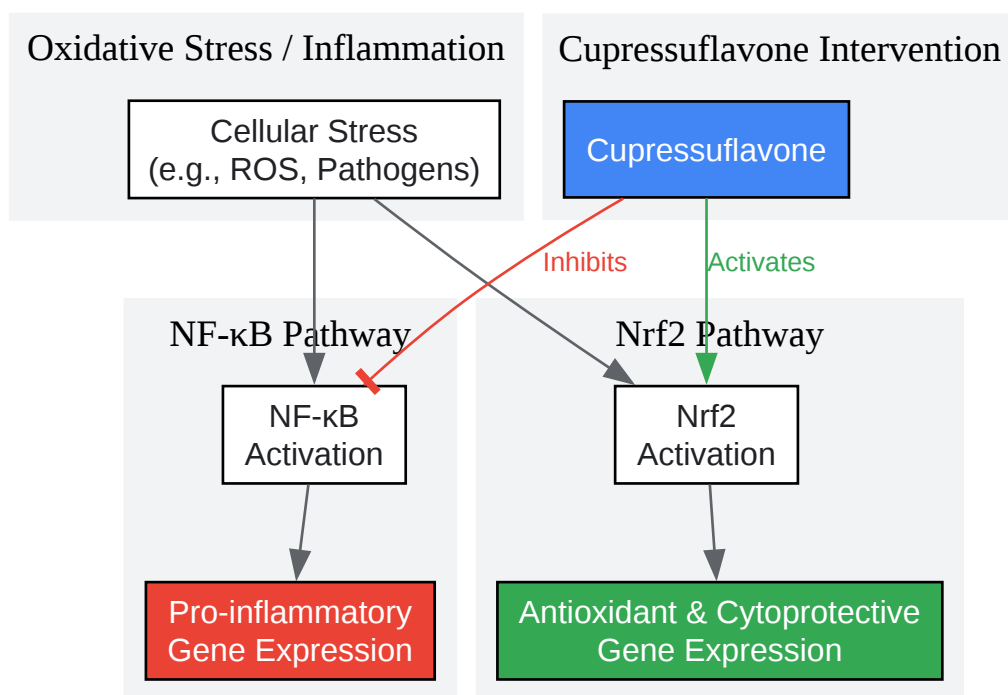 Oxidative Stress / Inflammation
Cupressuflavone Intervention
Cellular Stress
(e.g., ROS, Pathogens)
Cupressuflavone
Inhibits
Activates
NF-κB Pathway
Nrf2 Pathway
NF-κB
Activation
Nrf2
Activation
Pro-inflammatory
Gene Expression
Antioxidant & Cytoprotective
Gene Expression